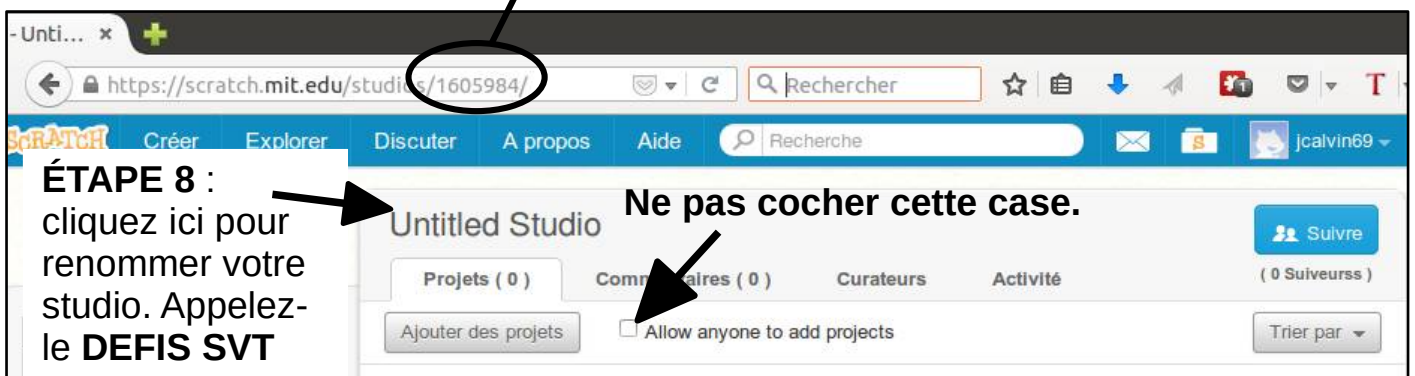 - Unti... ×
https://scratch.mit.edu/studios/1605984/ Rechercher 1 T
SCRATCH Créer Explorer Discuter A propos Aide Recherche S jcalvin69
ÉTAPE 8 :
cliquez ici pour
renommer votre
studio. Appelez-
le DEFIS SVT
Untitled Studio
Ne pas cocher cette case.
Suivre
Projets ( 0 ) Commentaires ( 0 ) Curateurs Activité ( 0 Suiveurss )
Ajouter des projets Allow anyone to add projects Trier par